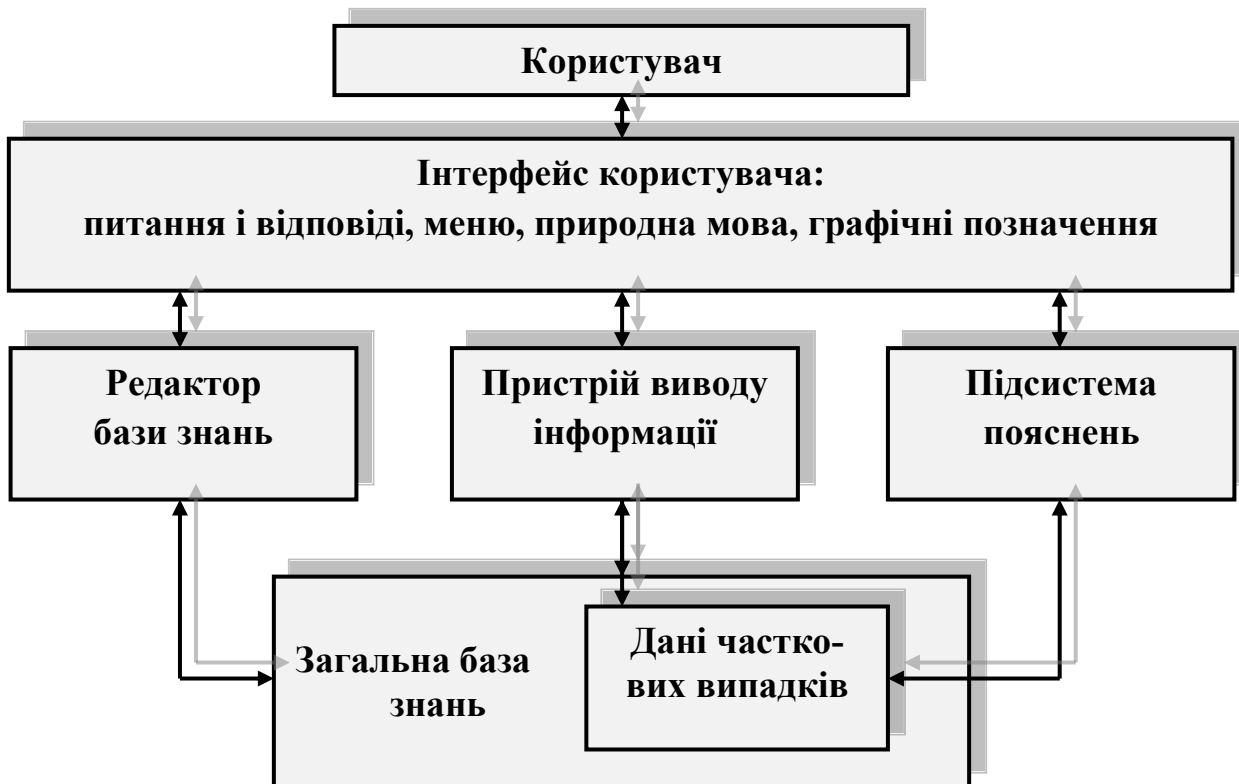 Користувач
Інтерфейс користувача:
питання і відповіді, меню, природна мова, графічні позначення
Редактор
бази знань
Пристрій виводу
інформації
Підсистема
пояснень
Загальна база
знань
Дані частко-
вих випадків